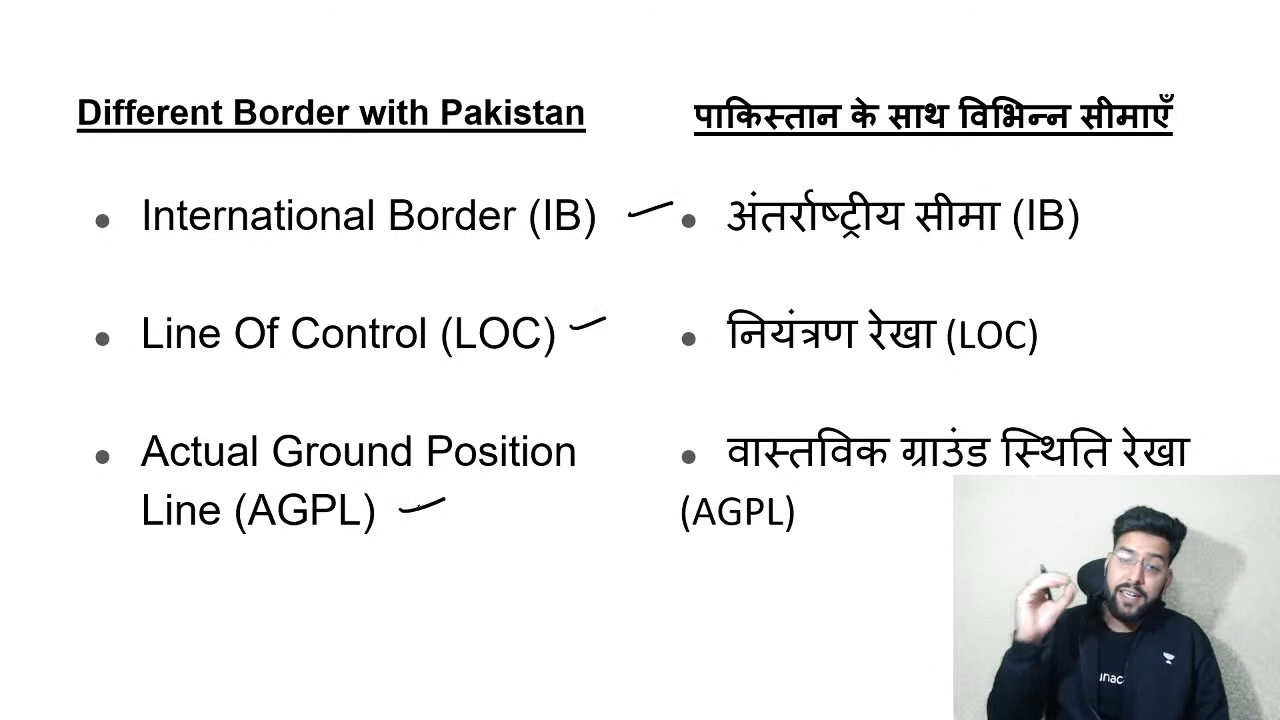 Different Border with Pakistan
International Border (IB)
Line Of Control (LOC)
Actual Ground Position
Line (AGPL)
पाकिस्तान के साथ विभिन्न सीमाएँ
अंतर्राष्ट्रीय सीमा (IB)
नियंत्रण रेखा (LOC)
वास्तविक ग्राउंड स्थिति रेखा
(AGPL)